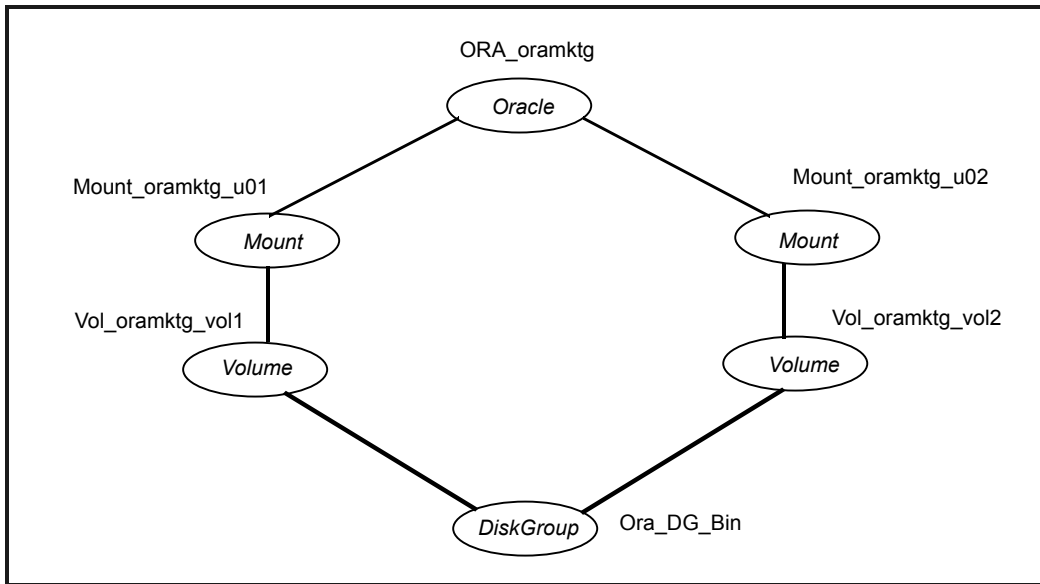 ORA_oramktg
Oracle
Mount_oramktg_u01
Mount_oramktg_u02
Mount
Mount
Vol_oramktg_vol1
Vol_oramktg_vol2
Volume
Volume
DiskGroup
Ora_DG_Bin